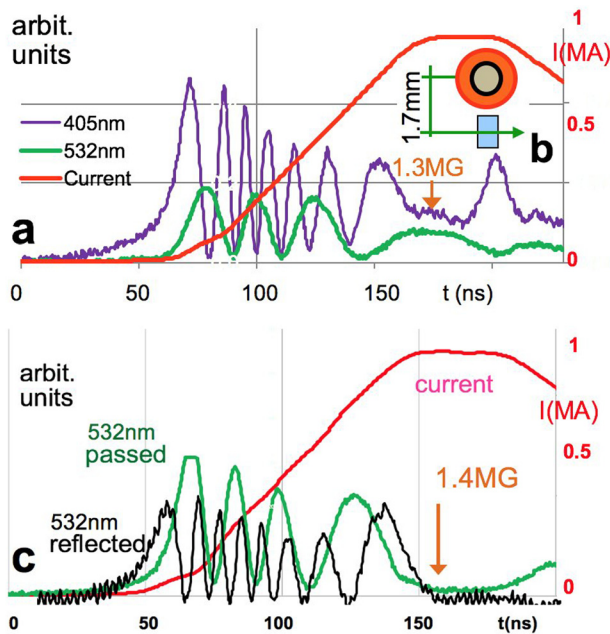 arbit.
units
1
I(MA)
405nm
532nm
Current
1.7mm
0.5
b
1.3MG
a
0
0
50
100
150
t (ns)
arbit.
units
1
current
I(MA)
532nm
passed
0.5
1.4MG
532nm
reflected
c
0
0
50
100
150
t(ns)